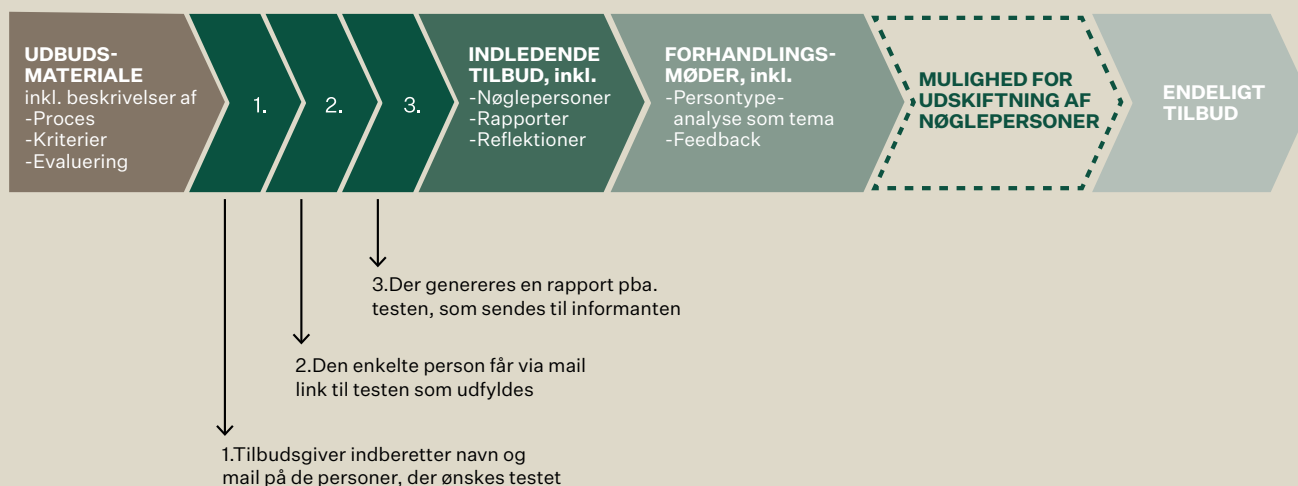 UDBUDS-
MATERIALE
inkl. beskrivelser af
-Proces
-Kriterier
-Evaluering
1.
2.
3.
INDLEDENDE
TILBUD, inkl.
-Nøglepersoner
-Rapporter
-Reflektioner
FORHANDLINGS-
MØDER, inkl.
-Persontype-
analyse som tema
-Feedback
MULIGHED FOR
UDSKIFTNING AF
NØGLEPERSONER
ENDELIGT
TILBUD
3.Der genereres en rapport pba.
testen, som sendes til informanten
2.Den enkelte person får via mail
link til testen som udfyldes
1.Tilbudsgiver indberetter navn og
mail på de personer, der ønskes testet